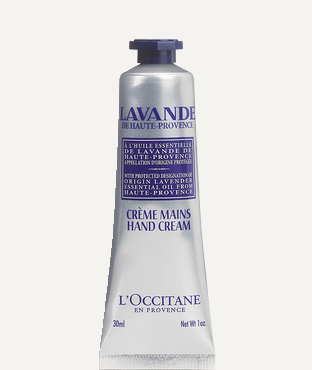 LAVANDE
DE HAUTE-PROVENCE
À L'HUILE ESSENTIELLE
DE LAVANDE DE
HAUTE-PROVENCE
APPELLATION D'ORIGINE PROTÉGÉE
WITH PROTECTED DESIGNATION OF
ORIGIN LAVENDER
ESSENTIAL OIL FROM
HAUTE-PROVENCE
CRÈME MAINS
HAND CREAM
L'OCCITANE
EN PROVENCE
30ml Net Wt 1 oz.